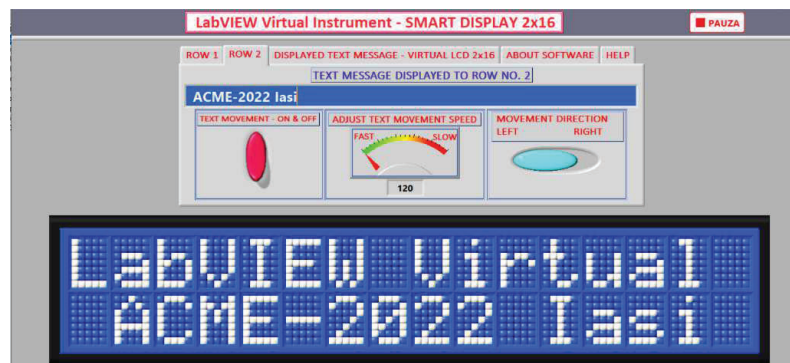 LabVIEW Virtual Instrument - SMART DISPLAY 2x16
PAUZA
ROW 1 ROW 2 DISPLAYED TEXT MESSAGE - VIRTUAL LCD 2x16 ABOUT SOFTWARE HELP
TEXT MESSAGE DISPLAYED TO ROW NO. 2
ACME-2022 Iasi
TEXT MOVEMENT - ON & OFF
ADJUST TEXT MOVEMENT SPEED
MOVEMENT DIRECTION
FAST SLOW
LEFT RIGHT
120
LabVIEW Virtual
ACME-2022 Iasi